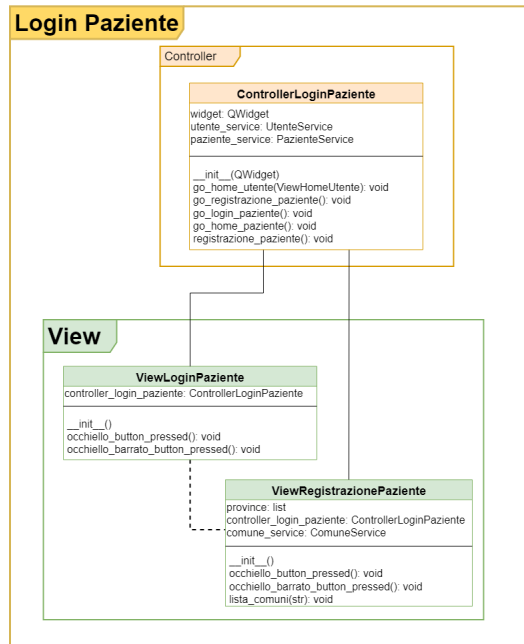 Login Paziente
Controller
ControllerLoginPaziente
widget: QWidget
utente_service: UtenteService
paziente_service: PazienteService
__init__(QWidget)
go_home_utente(ViewHomeUtente): void
go_registrazione_paziente(): void
go_login_paziente(): void
go_home_paziente(): void
registrazione_paziente(): void
View
ViewLoginPaziente
controller_login_paziente: ControllerLoginPaziente
__init__()
occhiello_button_pressed(): void
occhiello_barrato_button_pressed(): void
ViewRegistrazionePaziente
province: list
controller_login_paziente: ControllerLoginPaziente
comune_service: ComuneService
__init__()
occhiello_button_pressed(): void
occhiello_barrato_button_pressed(): void
lista_comuni(str): void